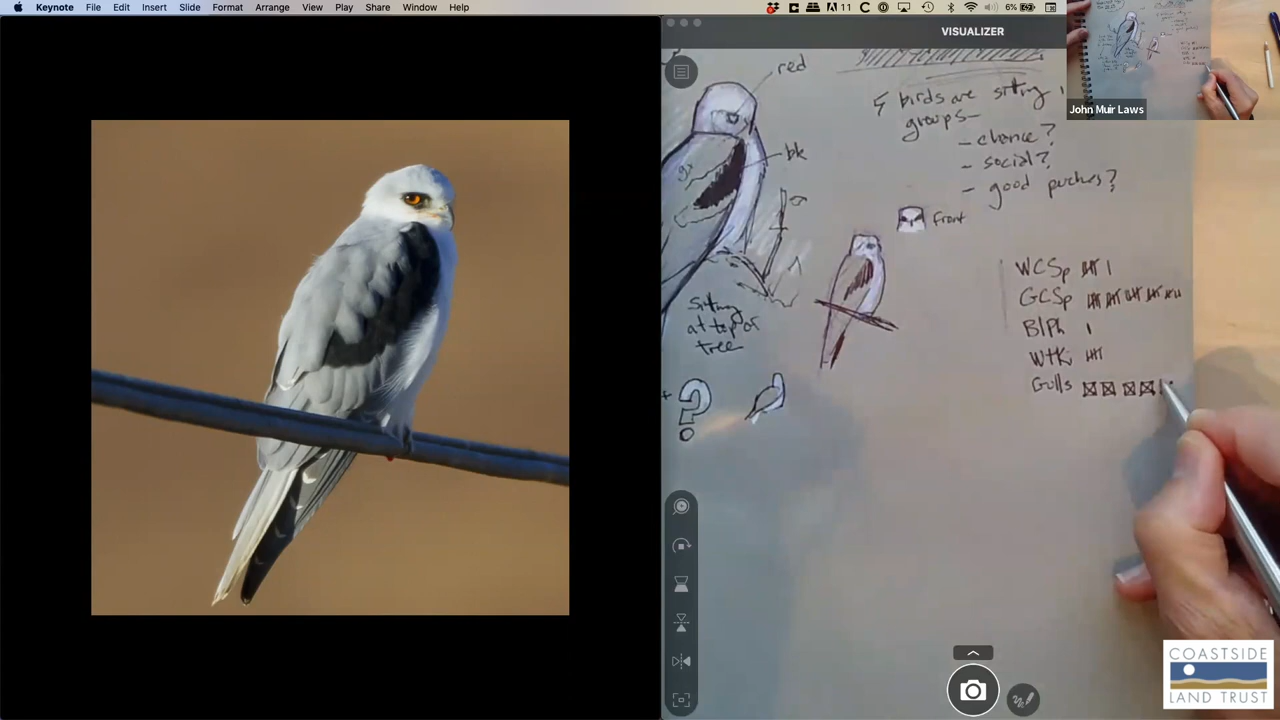 Keynote File Edit Insert Slide Format Arrange View Play Share Window Help
11
6%
VISUALIZER
John Muir Laws
red
bk
5 birds are sitting
groups-
- chance?
- social?
- good perches?
front
sitting
at top of
tree
?
WCSp
GCSp
BlPh
WtKi
Gulls
COASTSIDE
LAND TRUST